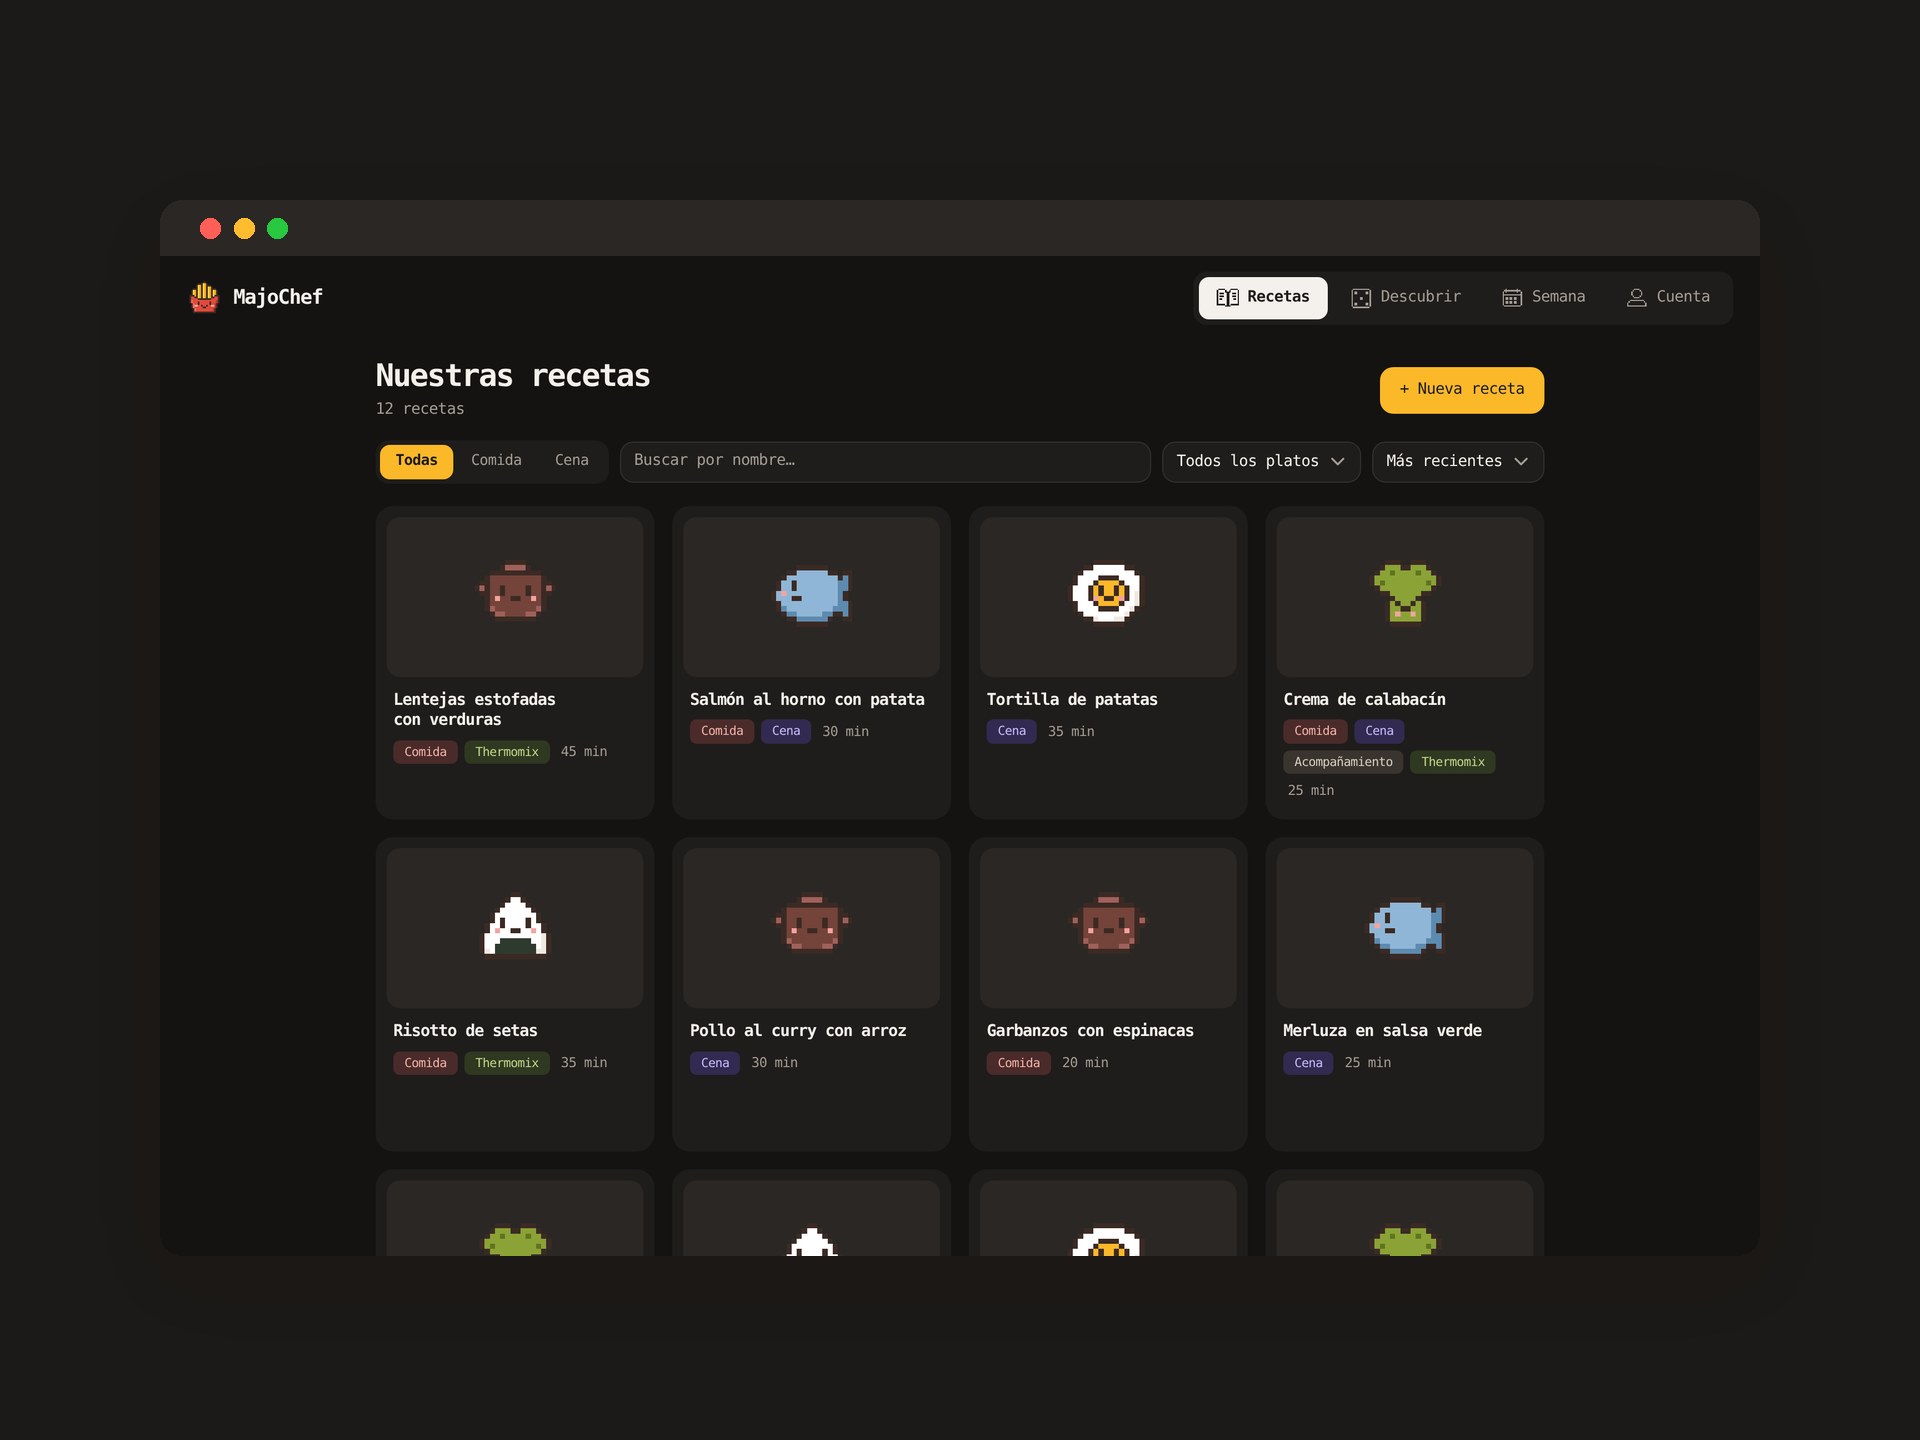 MajoChef
Recetas
Descubrir
Semana
Cuenta
Nuestras recetas
12 recetas
+ Nueva receta
Todas
Comida
Cena
Buscar por nombre…
Todos los platos
Más recientes
Lentejas estofadas
con verduras
Comida Thermomix 45 min
Salmón al horno con patata
Comida Cena 30 min
Tortilla de patatas
Cena 35 min
Crema de calabacín
Comida Cena
Acompañamiento Thermomix
25 min
Risotto de setas
Comida Thermomix 35 min
Pollo al curry con arroz
Cena 30 min
Garbanzos con espinacas
Comida 20 min
Merluza en salsa verde
Cena 25 min